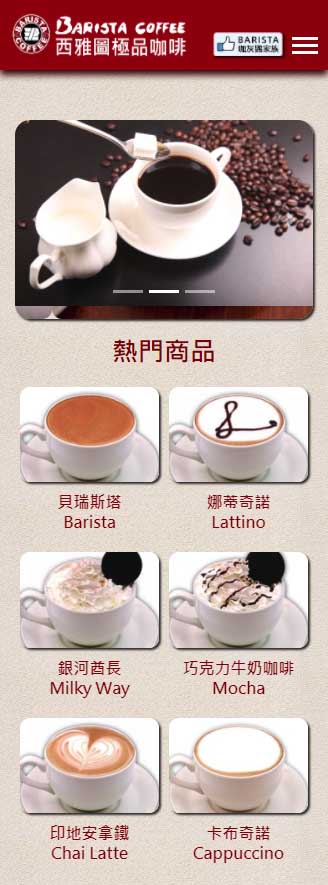 BARISTA COFFEE
BARISTA COFFEE
西雅圖極品咖啡
BARISTA
咖灰國家族
熱門商品
貝瑞斯塔
Barista
娜蒂奇諾
Lattino
銀河酋長
Milky Way
巧克力牛奶咖啡
Mocha
印地安拿鐵
Chai Latte
卡布奇諾
Cappuccino